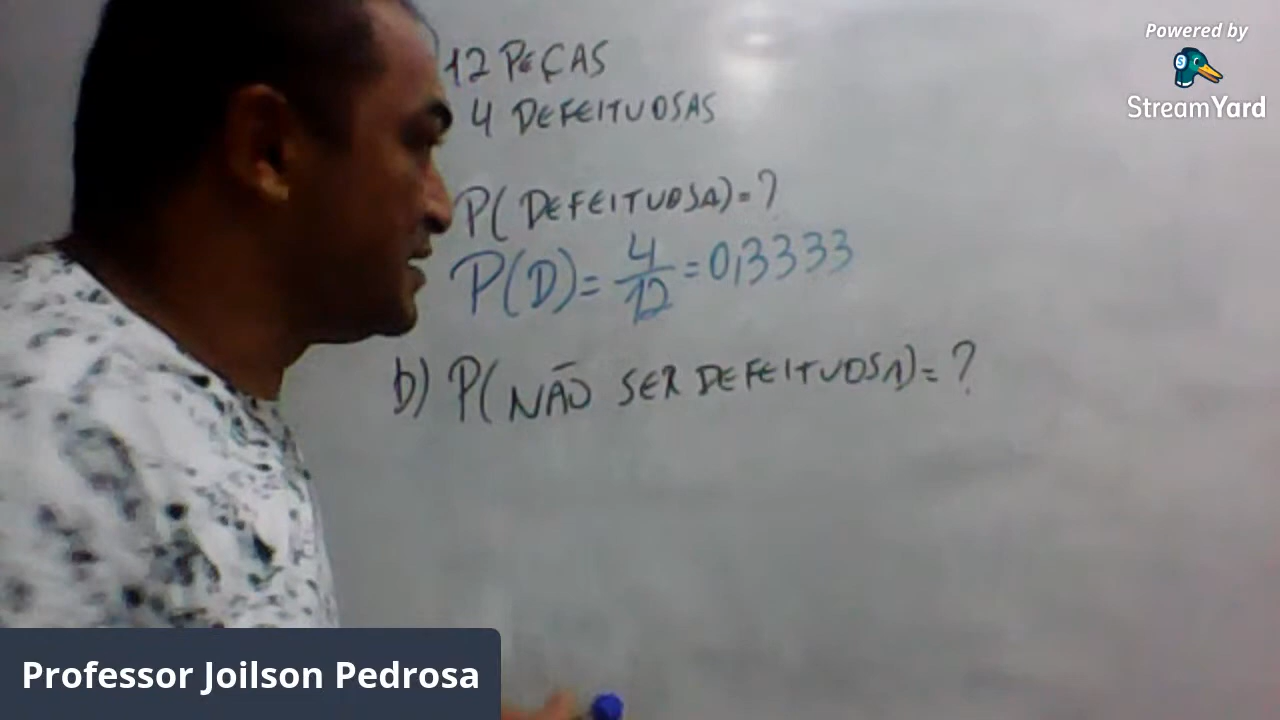 12 PEÇAS
4 DEFEITUOSAS
P(DEFEITUOSA)=?
P(D)=4/12=0,3333
b) P(NÃO SER DEFEITUOSA)=?
Powered by
StreamYard
Professor Joilson Pedrosa